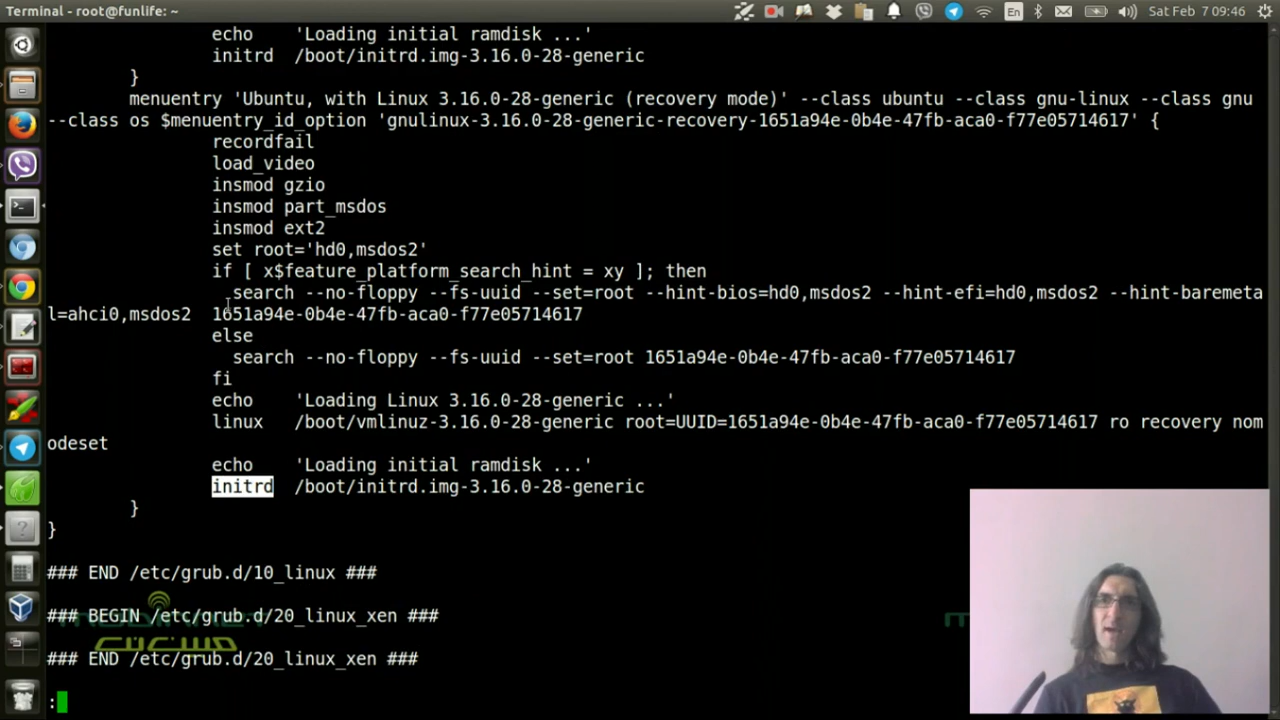 Terminal - root@funlife: ~
En
Sat Feb 7 09:46
echo 'Loading initial ramdisk ...'
initrd /boot/initrd.img-3.16.0-28-generic
}
menuentry 'Ubuntu, with Linux 3.16.0-28-generic (recovery mode)' --class ubuntu --class gnu-linux --class gnu
--class os $menuentry_id_option 'gnulinux-3.16.0-28-generic-recovery-1651a94e-0b4e-47fb-aca0-f77e05714617' {
recordfail
load_video
insmod gzio
insmod part_msdos
insmod ext2
set root='hd0,msdos2'
if [ x$feature_platform_search_hint = xy ]; then
search --no-floppy --fs-uuid --set=root --hint-bios=hd0,msdos2 --hint-efi=hd0,msdos2 --hint-baremeta
l=ahci0,msdos2 1651a94e-0b4e-47fb-aca0-f77e05714617
else
search --no-floppy --fs-uuid --set=root 1651a94e-0b4e-47fb-aca0-f77e05714617
fi
echo 'Loading Linux 3.16.0-28-generic ...'
linux /boot/vmlinuz-3.16.0-28-generic root=UUID=1651a94e-0b4e-47fb-aca0-f77e05714617 ro recovery nom
odeset
echo 'Loading initial ramdisk ...'
initrd /boot/initrd.img-3.16.0-28-generic
}
}
### END /etc/grub.d/10_linux ###
### BEGIN /etc/grub.d/20_linux_xen ###
### END /etc/grub.d/20_linux_xen ###
: